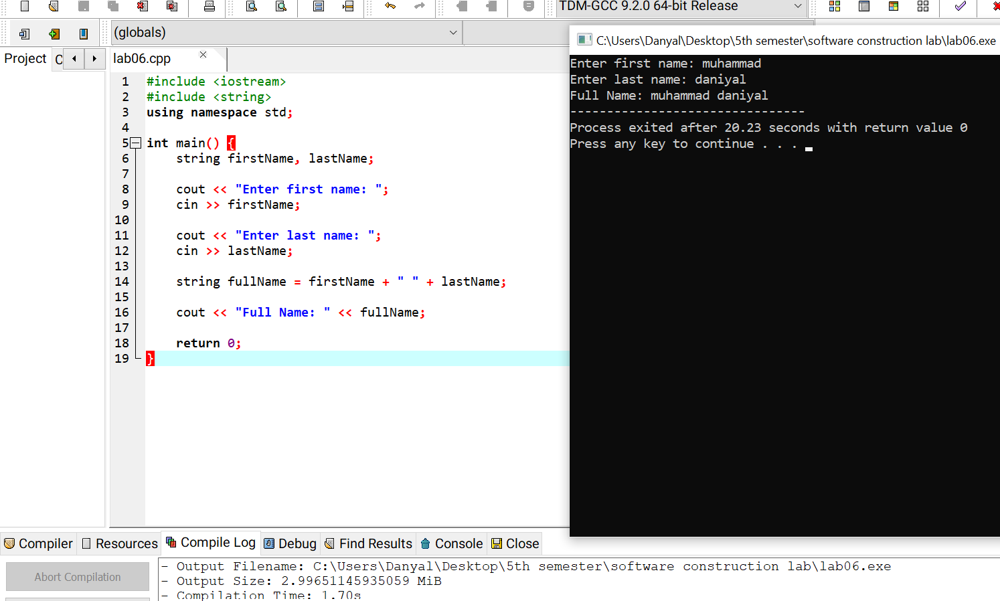 TDM-GCC 9.2.0 64-bit Release
(globals)
C:\Users\Danyal\Desktop\5th semester\software construction lab\lab06.exe
Project
lab06.cpp
1 #include <iostream>
2 #include <string>
3 using namespace std;
4
5 int main() {
6 string firstName, lastName;
7
8 cout << "Enter first name: ";
9 cin >> firstName;
10
11 cout << "Enter last name: ";
12 cin >> lastName;
13
14 string fullName = firstName + " " + lastName;
15
16 cout << "Full Name: " << fullName;
17
18 return 0;
19 }
Enter first name: muhammad
Enter last name: daniyal
Full Name: muhammad daniyal
--------------------------------
Process exited after 20.23 seconds with return value 0
Press any key to continue . . .
Compiler Resources Compile Log Debug Find Results Console Close
Abort Compilation
- Output Filename: C:\Users\Danyal\Desktop\5th semester\software construction lab\lab06.exe
- Output Size: 2.99651145935059 MiB
- Compilation Time: 1.70s